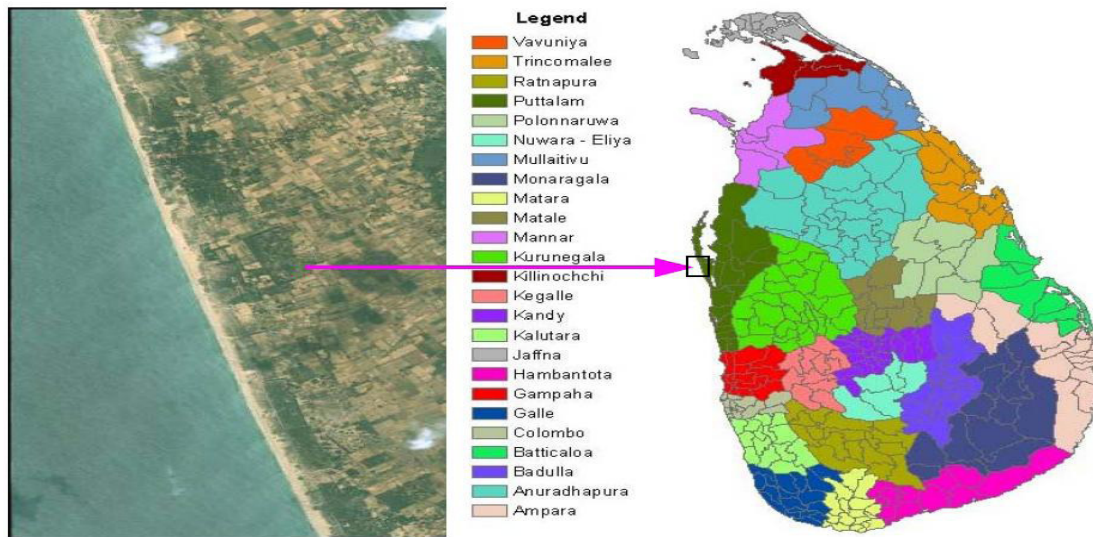 Legend
Vavuniya
Trincomalee
Ratnapura
Puttalam
Polonnaruwa
Nuwara - Eliya
Mullaitivu
Monaragala
Matara
Matale
Mannar
Kurunegala
Killinochchi
Kegalle
Kandy
Kalutara
Jaffna
Hambantota
Gampaha
Galle
Colombo
Batticaloa
Badulla
Anuradhapura
Ampara